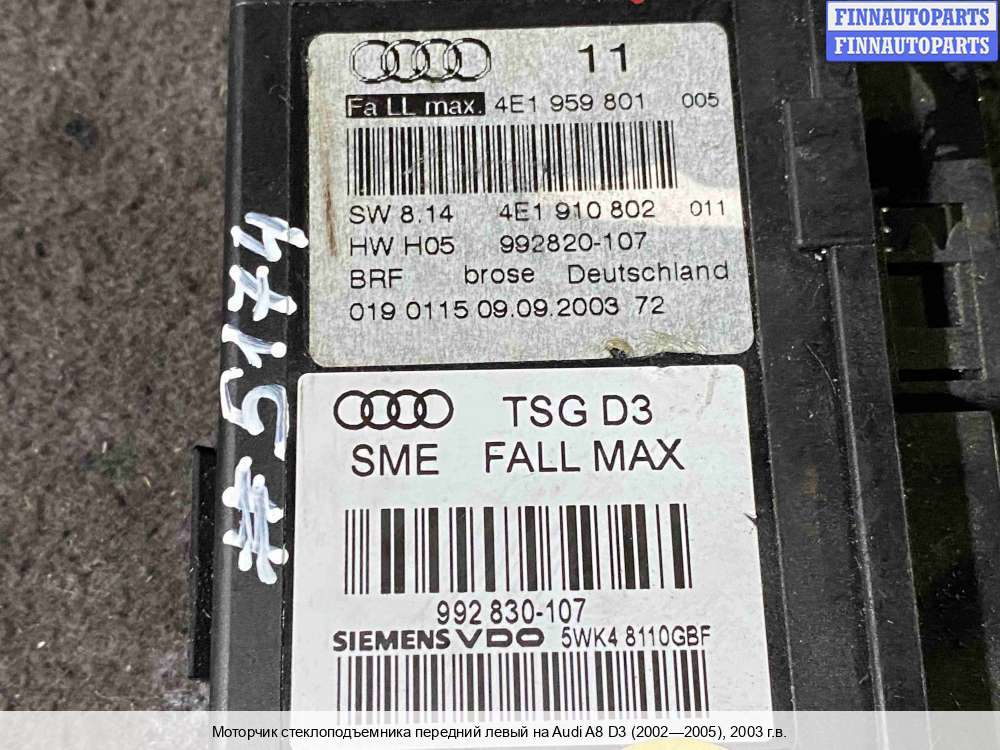 FINNAUTOPARTS
FINNAUTOPARTS
11
Fa LL max. 4E1 959 801 005
SW 8.14 4E1 910 802 011
HW H05 992820-107
BRF brose Deutschland
019 0115 09.09.2003 72
# 5174
TSG D3
SME FALL MAX
992 830-107
SIEMENS VDO 5WK4 8110GBF
Моторчик стеклоподъемника передний левый на Audi A8 D3 (2002—2005), 2003 г.в.